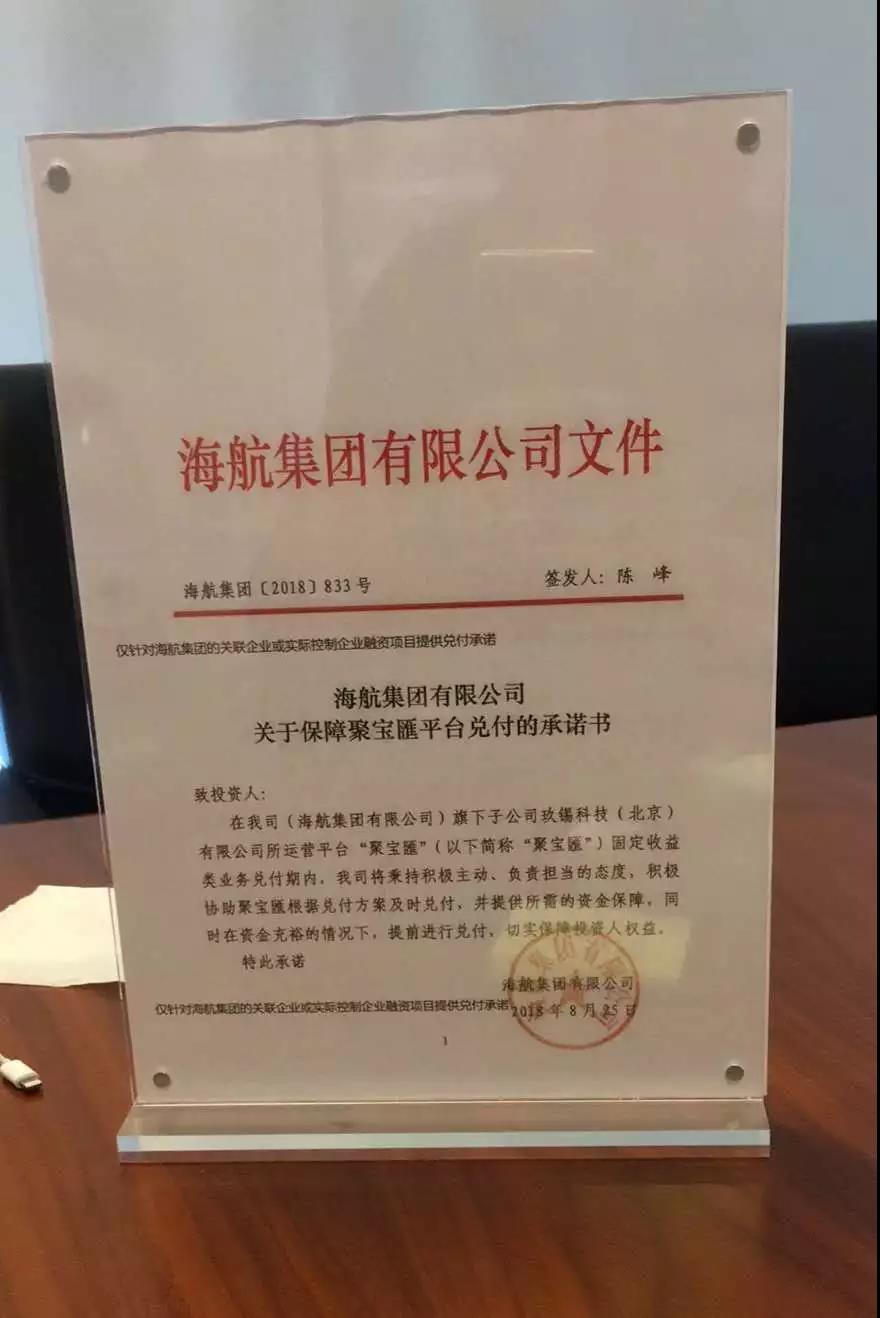 海航集团有限公司文件
海航集团〔2018〕833号 签发人：陈 峰
仅针对海航集团的关联企业或实际控制企业融资项目提供兑付承诺
海航集团有限公司
关于保障聚宝匯平台兑付的承诺书
致投资人：
在我司（海航集团有限公司）旗下子公司玖锡科技（北京）
有限公司所运营平台“聚宝匯”（以下简称“聚宝匯”）固定收益
类业务兑付期内，我司将秉持积极主动、负责担当的态度，积极
协助聚宝匯根据兑付方案及时兑付，并提供所需的资金保障，同
时在资金充裕的情况下，提前进行兑付，切实保障投资人权益。
特此承诺
海航集团有限公司
仅针对海航集团的关联企业或实际控制企业融资项目提供兑付承诺
2018年8月25日
1